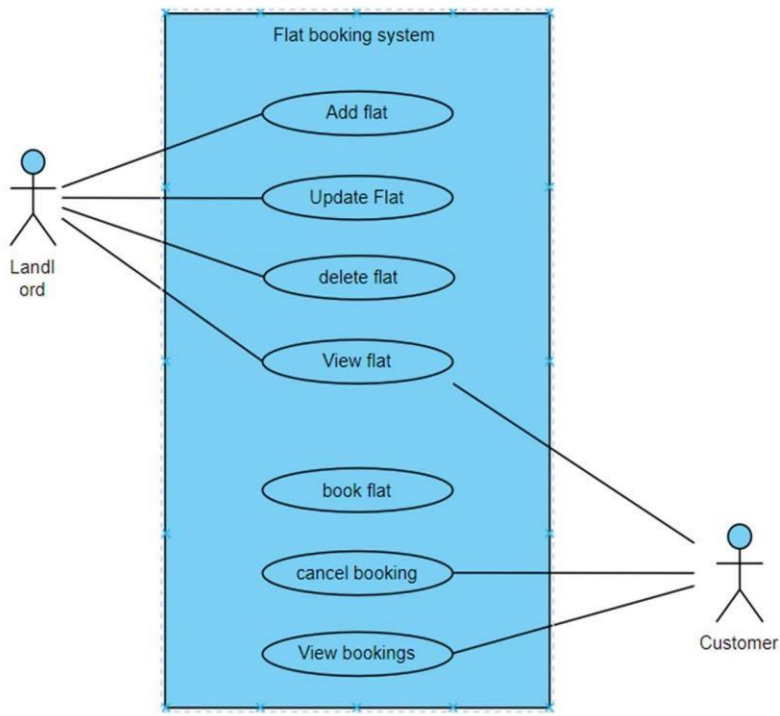 Flat booking system
Add flat
Update Flat
delete flat
Landl
ord
View flat
book flat
cancel booking
Customer
View bookings